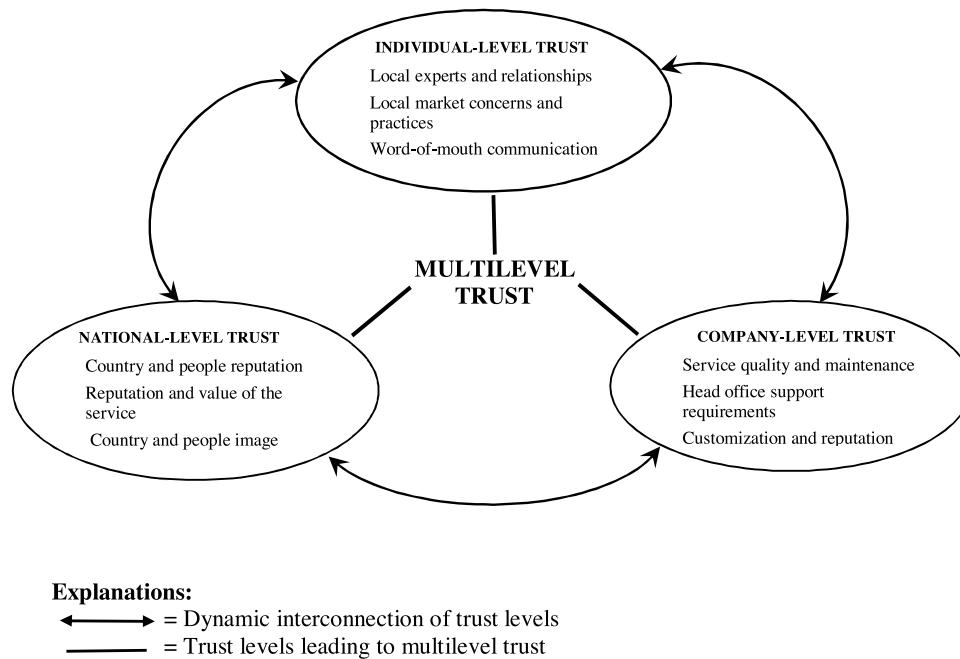 INDIVIDUAL-LEVEL TRUST
Local experts and relationships
Local market concerns and
practices
Word-of-mouth communication
MULTILEVEL
TRUST
NATIONAL-LEVEL TRUST
Country and people reputation
Reputation and value of the
service
Country and people image
COMPANY-LEVEL TRUST
Service quality and maintenance
Head office support
requirements
Customization and reputation
Explanations:
= Dynamic interconnection of trust levels
= Trust levels leading to multilevel trust